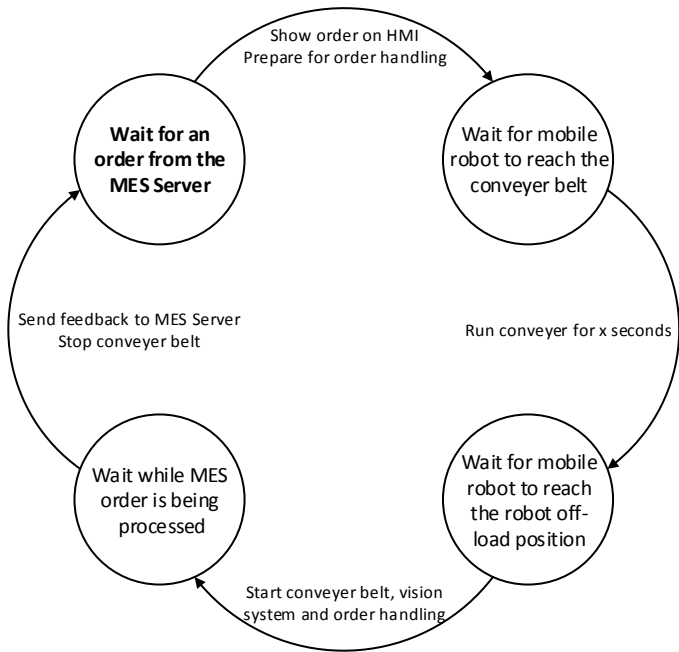 Show order on HMI
Prepare for order handling
Wait for an
order from the
MES Server
Wait for mobile
robot to reach the
conveyer belt
Send feedback to MES Server
Stop conveyer belt
Run conveyer for x seconds
Wait while MES
order is being
processed
Wait for mobile
robot to reach
the robot off-
load position
Start conveyer belt, vision
system and order handling